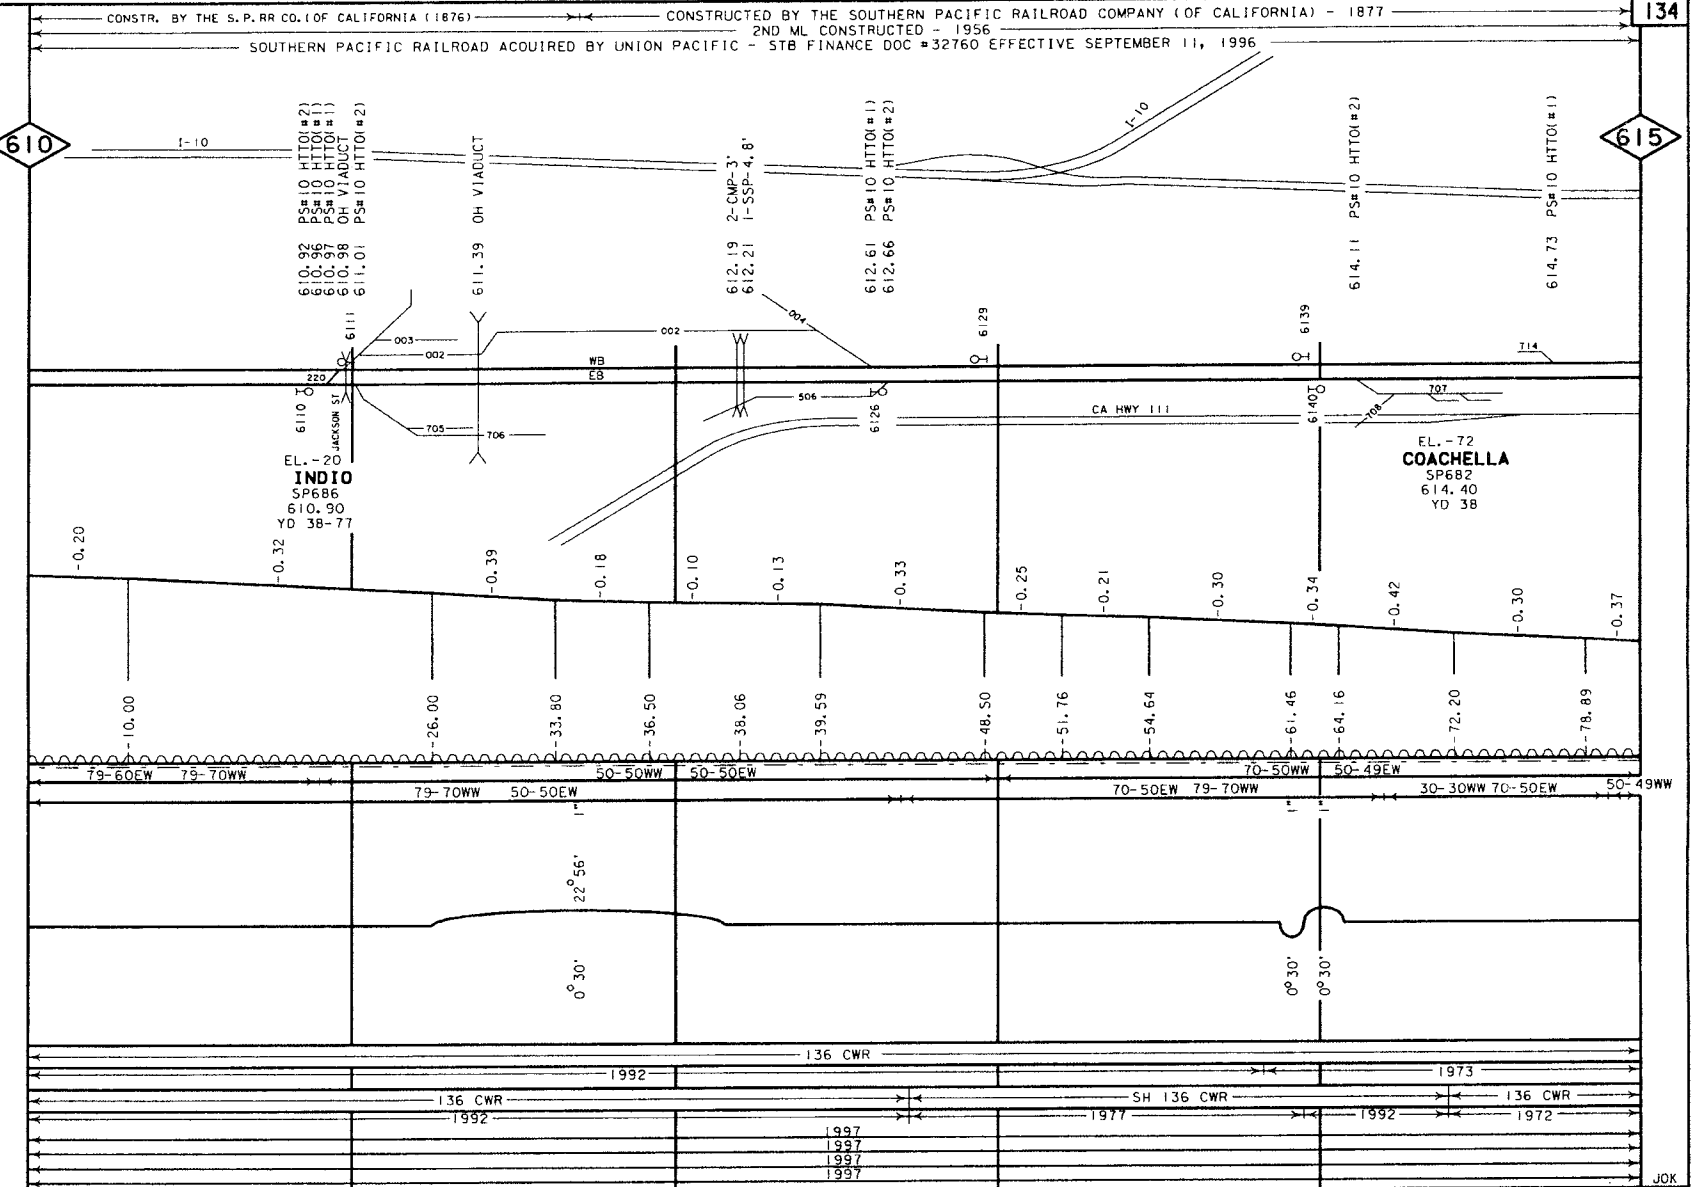 CONSTR. BY THE S.P.RR CO.(OF CALIFORNIA (1876)
CONSTRUCTED BY THE SOUTHERN PACIFIC RAILROAD COMPANY (OF CALIFORNIA) - 1877
134
2ND ML CONSTRUCTED - 1956
SOUTHERN PACIFIC RAILROAD ACQUIRED BY UNION PACIFIC - STB FINANCE DOC #32760 EFFECTIVE SEPTEMBER 11, 1996
610
I-10
I-10
615
610.92 PS#10 HTTO(#2)
610.96 PS#10 HTTO(#1)
610.97 PS#10 HTTO(#1)
610.98 OH VIADUCT
611.01 PS#10 HTTO(#2)
611.39 OH VIADUCT
612.19 2-CMP-3'
612.21 1-SSP-4.8'
612.61 PS#10 HTTO(#1)
612.66 PS#10 HTTO(#2)
614.11 PS#10 HTTO(#2)
614.73 PS#10 HTTO(#1)
6111
003
002
002
004
6129
6139
714
WB
EB
220
6110
JACKSON ST
705
706
506
6126
CA HWY 111
6140
708
707
EL.-20
INDIO
SP686
610.90
YD 38-77
EL.-72
COACHELLA
SP682
614.40
YD 38
-0.20
-0.32
-0.39
-0.18
-0.10
-0.13
-0.33
-0.25
-0.21
-0.30
-0.34
-0.42
-0.30
-0.37
-10.00
-26.00
-33.80
-36.50
-38.06
-39.59
-48.50
-51.76
-54.64
-61.46
-54.16
-72.20
-78.89
79-60EW 79-70WW
50-50WW 50-50EW
70-50WW 50-49EW
79-70WW 50-50EW
70-50EW 79-70WW
30-30WW 70-50EW
50-49WW
1"
1"
1"
22°56'
0°30'
0°30'
0°30'
136 CWR
1992
1973
136 CWR
SH 136 CWR
136 CWR
1992
1977
1992
1972
1997
1997
1997
1997
JOK